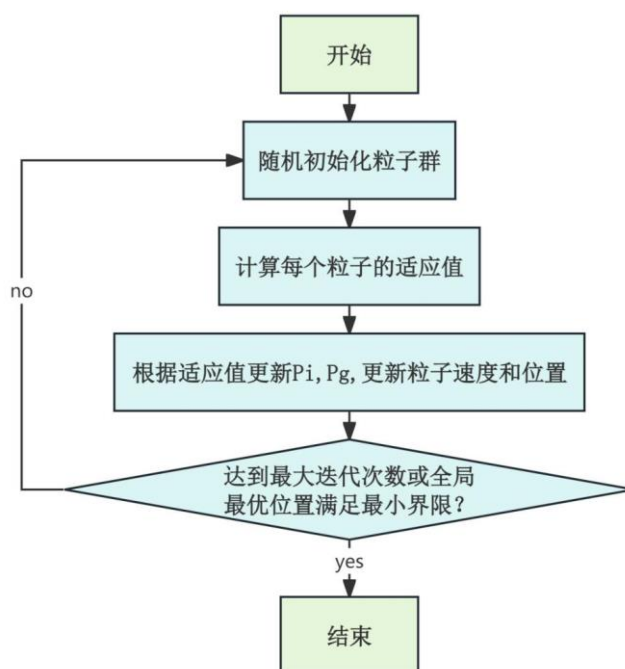 开始
随机初始化粒子群
计算每个粒子的适应值
no
根据适应值更新Pi,Pg,更新粒子速度和位置
达到最大迭代次数或全局
最优位置满足最小界限?
yes
结束